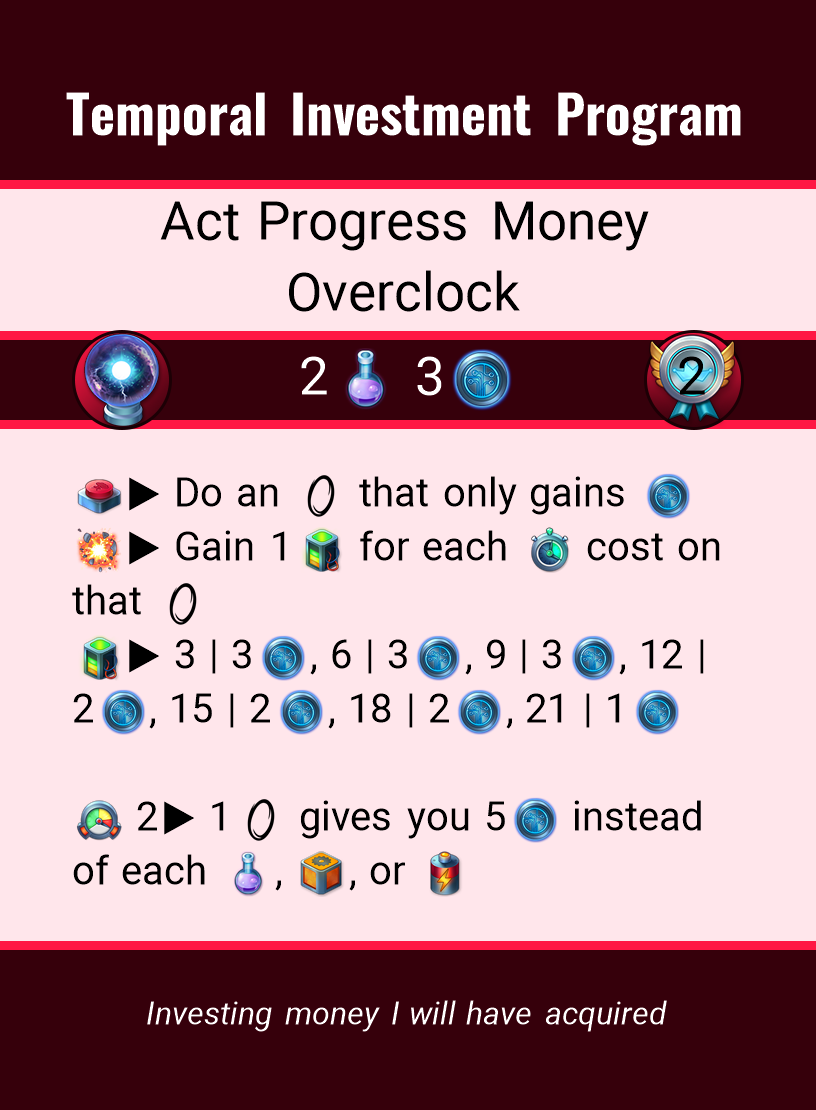 Temporal Investment Program
Act Progress Money
Overclock
2 3 2
▶ Do an that only gains
▶ Gain 1 for each cost on
that
▶ 3 | 3 , 6 | 3 , 9 | 3 , 12 |
2 , 15 | 2 , 18 | 2 , 21 | 1
2▶ 1 gives you 5 instead
of each , , or
Investing money I will have acquired